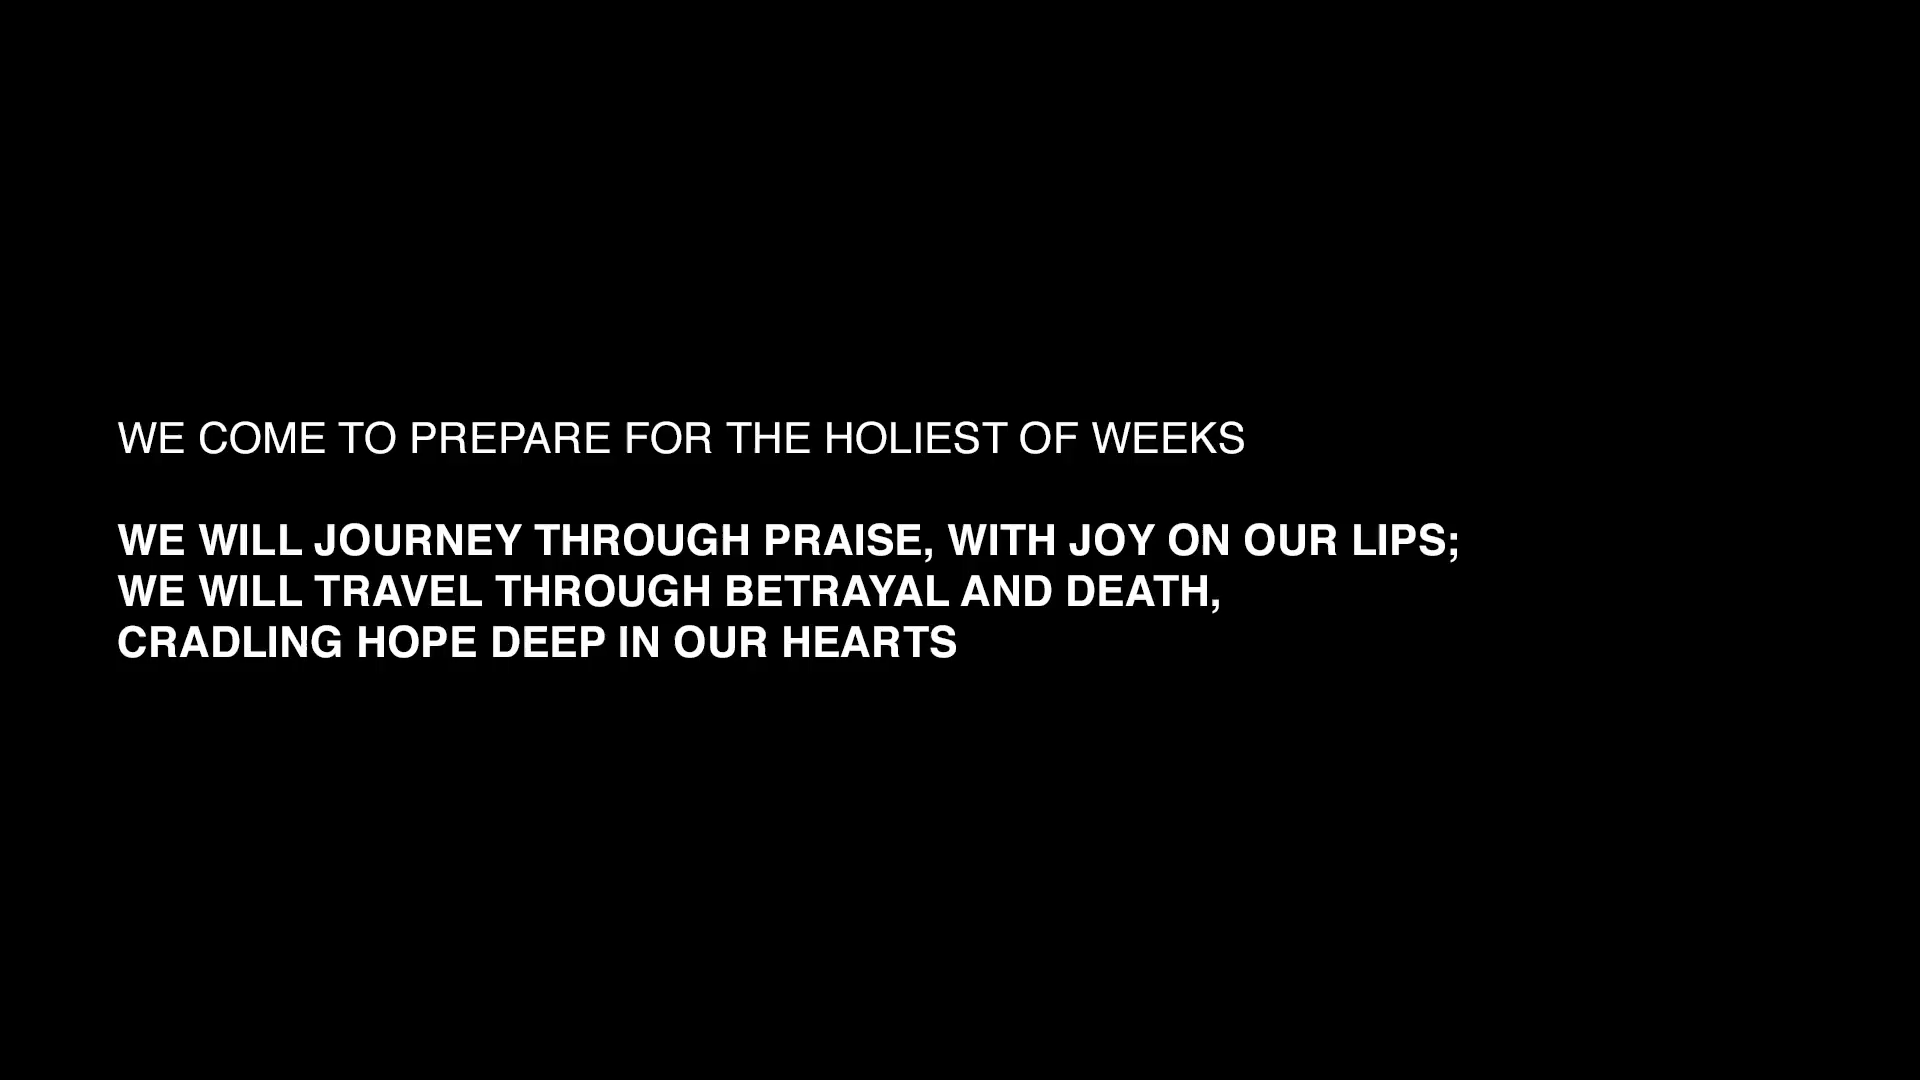 WE COME TO PREPARE FOR THE HOLIEST OF WEEKS
WE WILL JOURNEY THROUGH PRAISE, WITH JOY ON OUR LIPS;
WE WILL TRAVEL THROUGH BETRAYAL AND DEATH,
CRADLING HOPE DEEP IN OUR HEARTS